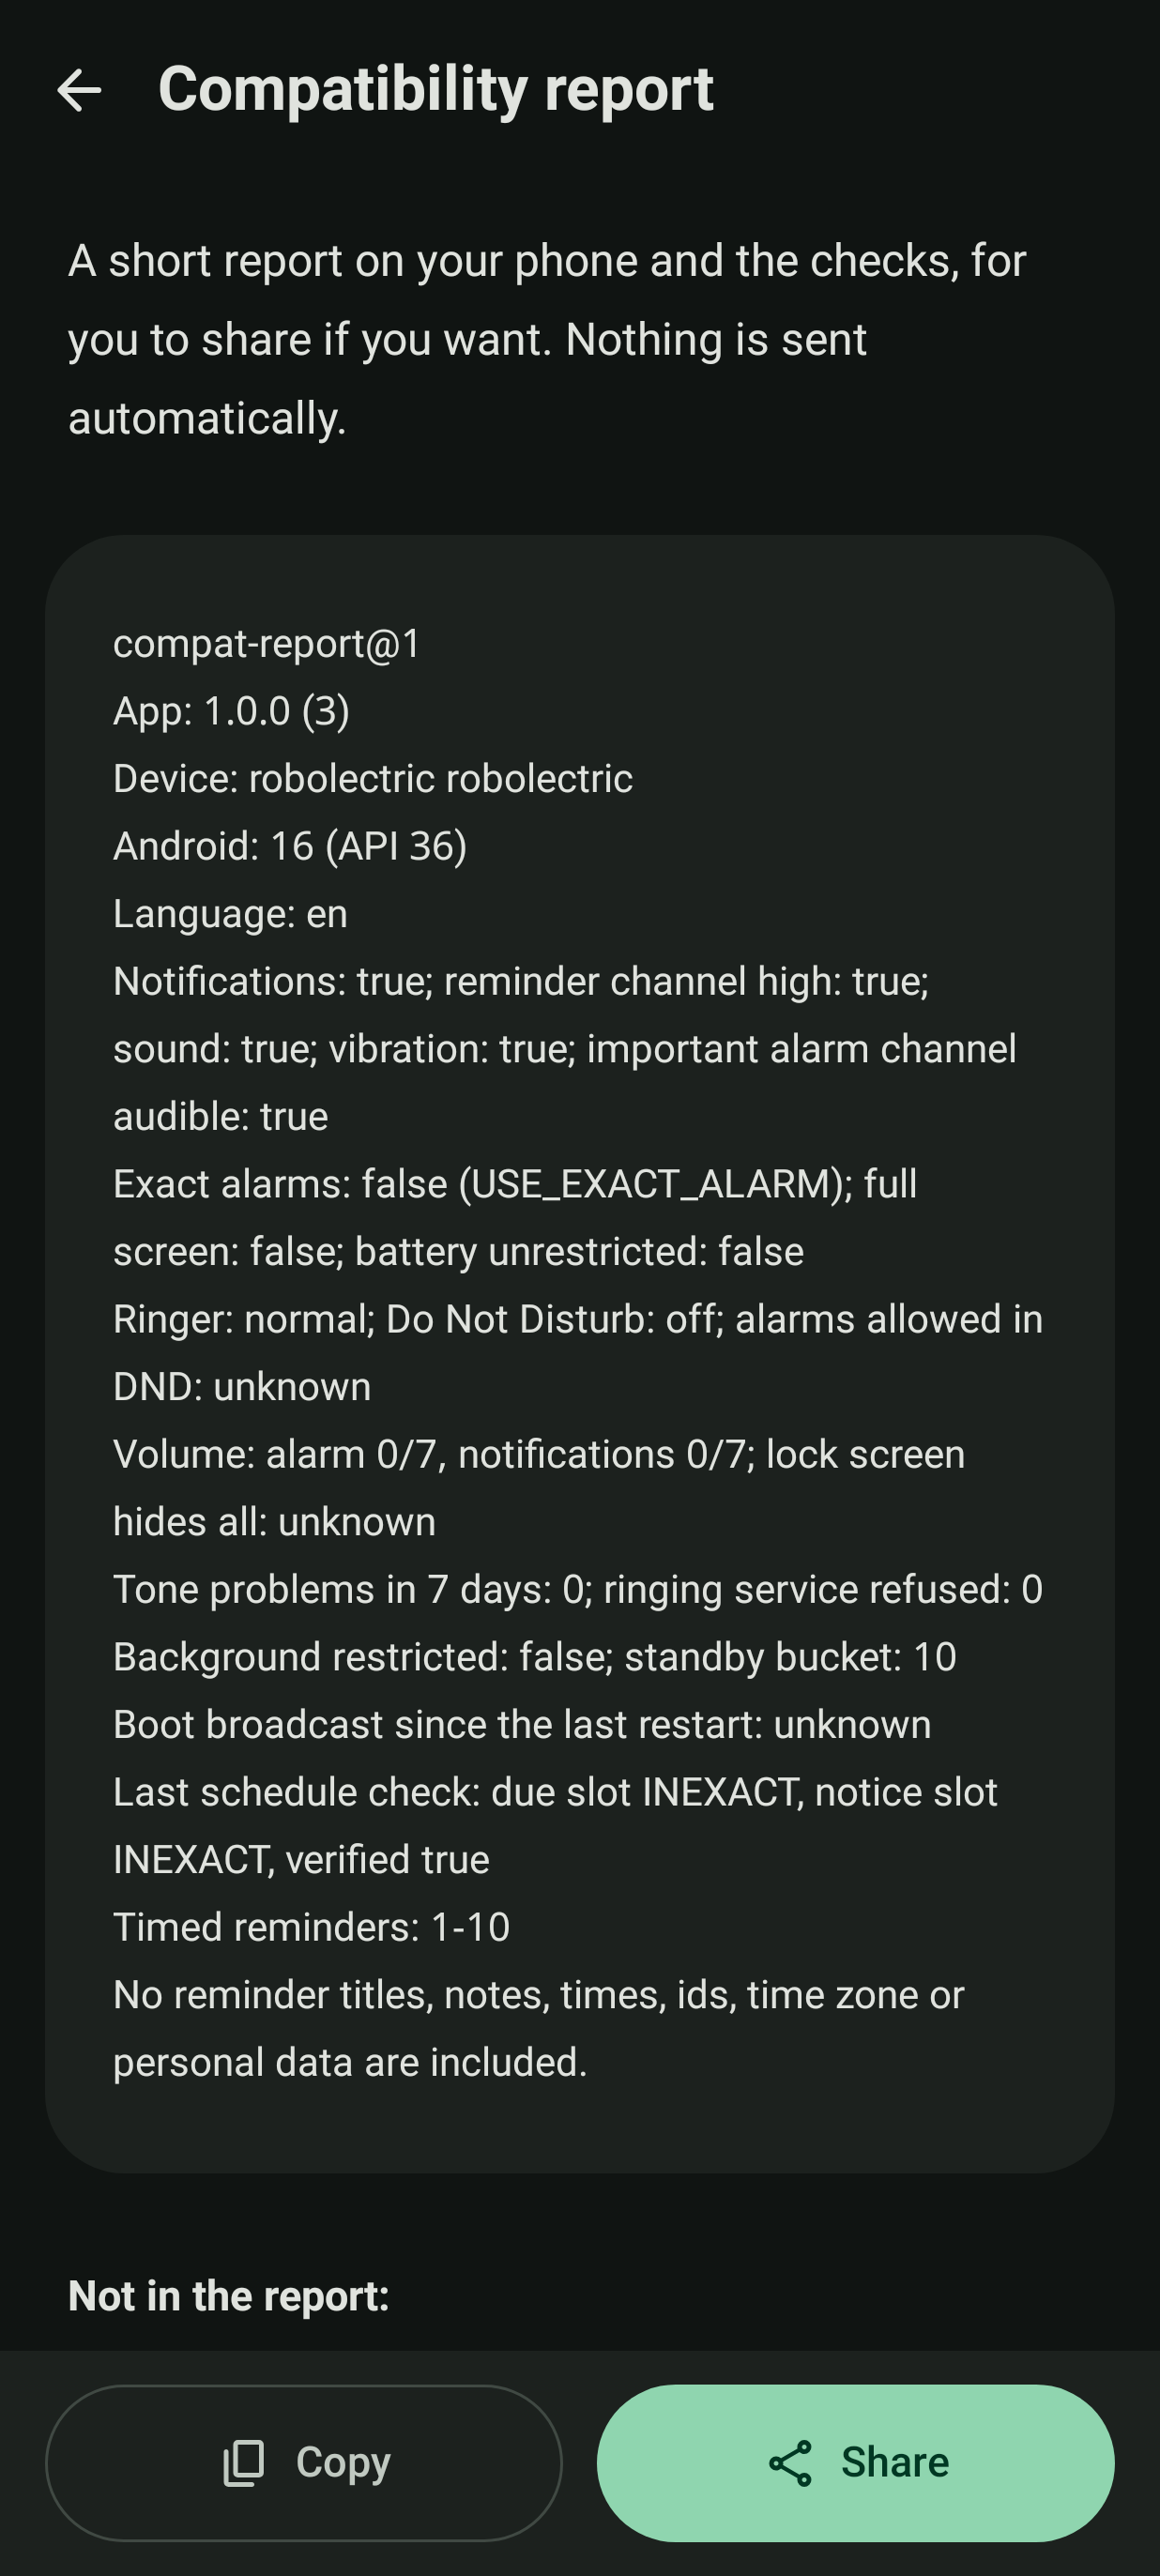 Compatibility report
A short report on your phone and the checks, for
you to share if you want. Nothing is sent
automatically.
compat-report@1
App: 1.0.0 (3)
Device: robolectric robolectric
Android: 16 (API 36)
Language: en
Notifications: true; reminder channel high: true;
sound: true; vibration: true; important alarm channel
audible: true
Exact alarms: false (USE_EXACT_ALARM); full
screen: false; battery unrestricted: false
Ringer: normal; Do Not Disturb: off; alarms allowed in
DND: unknown
Volume: alarm 0/7, notifications 0/7; lock screen
hides all: unknown
Tone problems in 7 days: 0; ringing service refused: 0
Background restricted: false; standby bucket: 10
Boot broadcast since the last restart: unknown
Last schedule check: due slot INEXACT, notice slot
INEXACT, verified true
Timed reminders: 1-10
No reminder titles, notes, times, ids, time zone or
personal data are included.
Not in the report:
Copy
Share